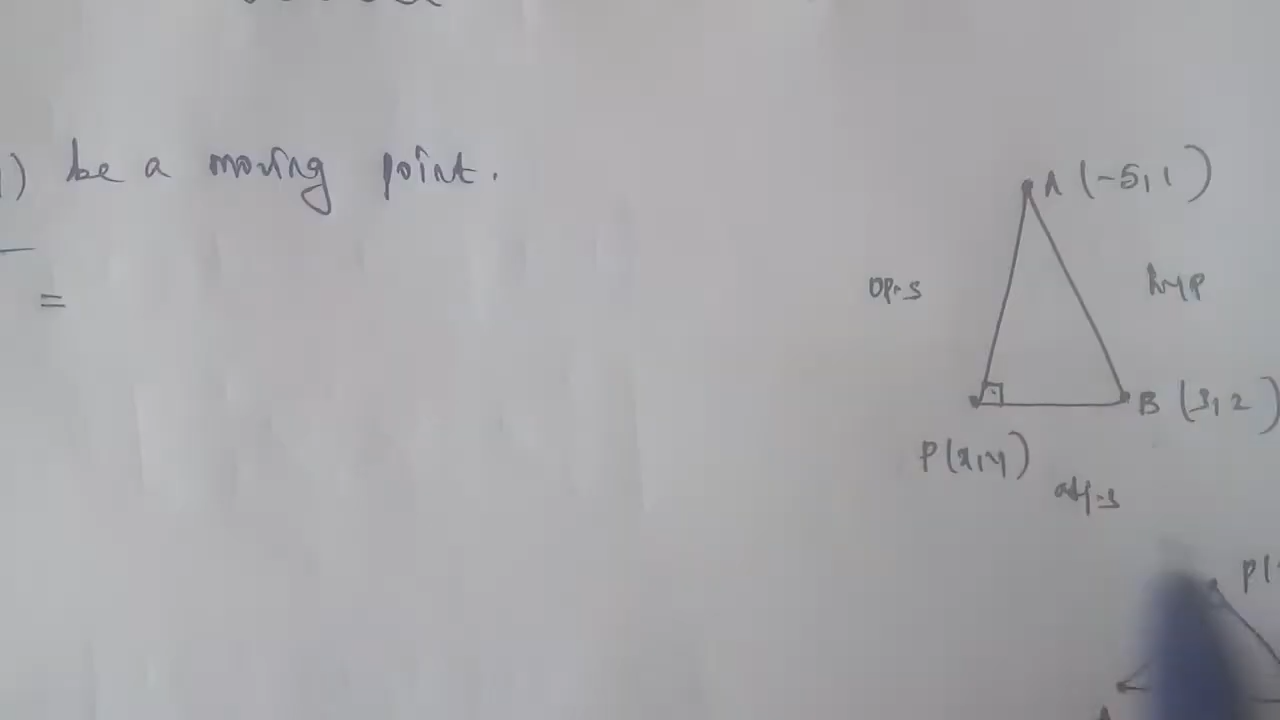 ) be a moving point.
=
A (-5,1)
opp.s
hyp
B (3,2)
P(x,y)
adj.s
P(
A